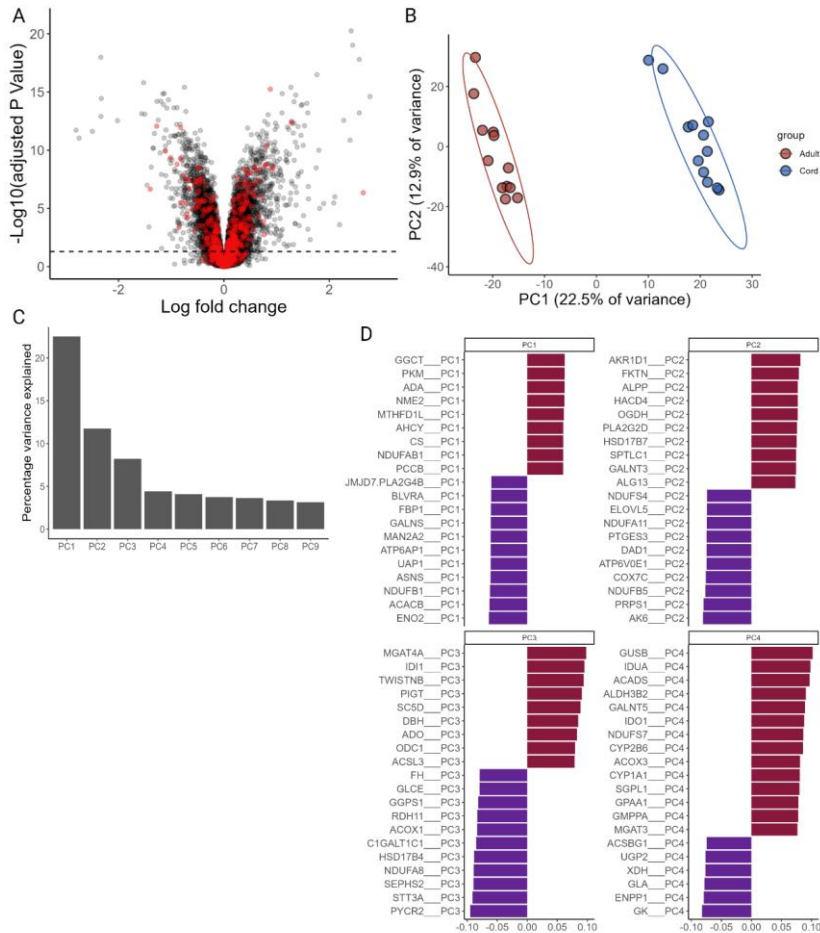 A
20
15
10
5
0
-Log10(adjusted P Value)
-2
0
2
Log fold change
B
20
0
-20
-40
PC2 (12.9% of variance)
-20
-10
0
10
20
30
PC1 (22.5% of variance)
group
Adult
Cord
C
20
15
10
5
0
Percentage variance explained
PC1
PC2
PC3
PC4
PC5
PC6
PC7
PC8
PC9
D
PC1
GGCT___PC1
PKM___PC1
ADA___PC1
NME2___PC1
MTHFD1L___PC1
AHCY___PC1
CS___PC1
NDUFAB1___PC1
PCCB___PC1
JMJD7.PLA2G4B___PC1
BLVRA___PC1
FBP1___PC1
GALNS___PC1
MAN2A2___PC1
ATP6AP1___PC1
UAP1___PC1
ASNS___PC1
NDUFB1___PC1
ACACB___PC1
ENO2___PC1
PC2
AKR1D1___PC2
FKTN___PC2
ALPP___PC2
HACD4___PC2
OGDH___PC2
PLA2G2D___PC2
HSD17B7___PC2
SPTLC1___PC2
GALNT3___PC2
ALG13___PC2
NDUFS4___PC2
ELOVL5___PC2
NDUFA11___PC2
PTGES3___PC2
DAD1___PC2
ATP6V0E1___PC2
COX7C___PC2
NDUFB5___PC2
PRPS1___PC2
AK6___PC2
PC3
MGAT4A___PC3
IDI1___PC3
TWISTNB___PC3
PIGT___PC3
SC5D___PC3
DBH___PC3
ADO___PC3
ODC1___PC3
ACSL3___PC3
FH___PC3
GLCE___PC3
GGPS1___PC3
RDH11___PC3
ACOX1___PC3
C1GALT1C1___PC3
HSD17B4___PC3
NDUFA8___PC3
SEPHS2___PC3
STT3A___PC3
PYCR2___PC3
-0.10 -0.05 0.00 0.05 0.10
PC4
GUSB___PC4
IDUA___PC4
ACADS___PC4
ALDH3B2___PC4
GALNT5___PC4
IDO1___PC4
NDUFS7___PC4
CYP2B6___PC4
ACOX3___PC4
CYP1A1___PC4
SGPL1___PC4
GPAA1___PC4
GMPPA___PC4
MGAT3___PC4
ACSBG1___PC4
UGP2___PC4
XDH___PC4
GLA___PC4
ENPP1___PC4
GK___PC4
-0.10 -0.05 0.00 0.05 0.10